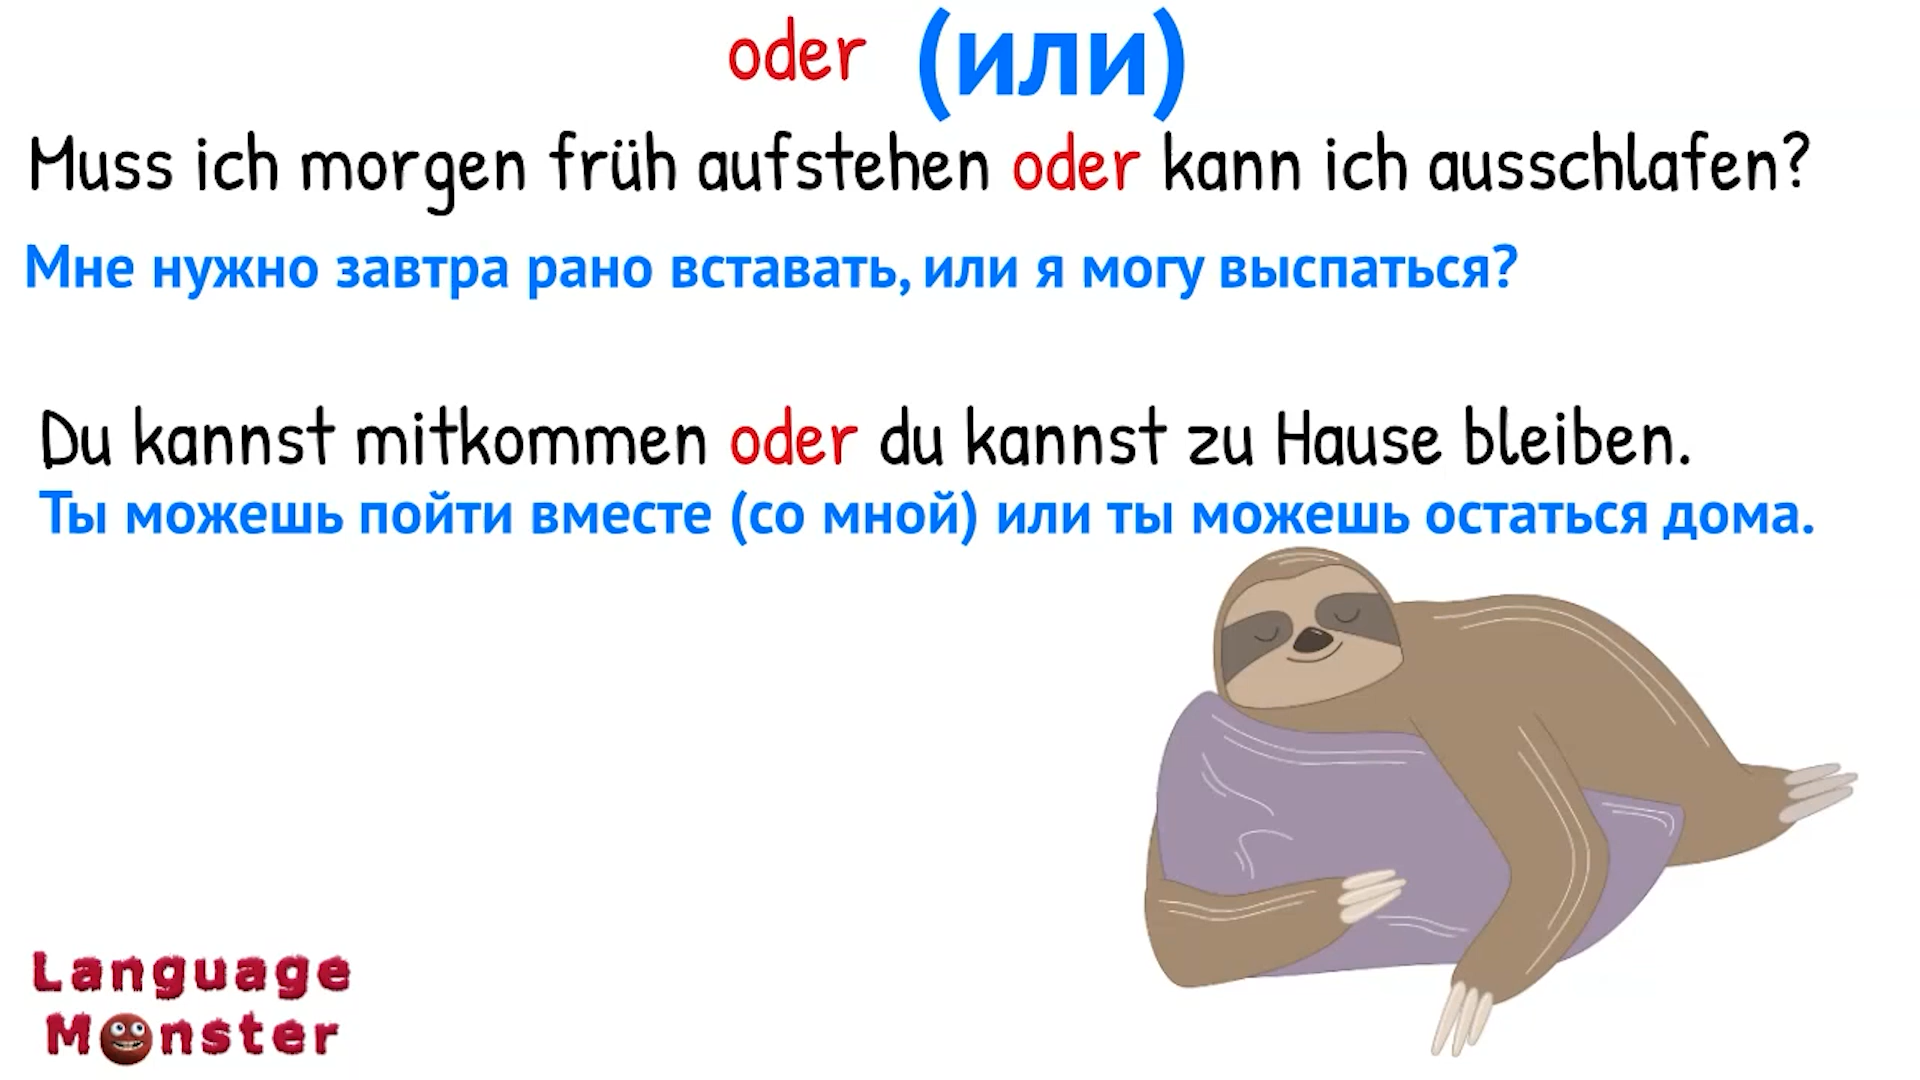 oder (или)
Muss ich morgen früh aufstehen oder kann ich ausschlafen?
Мне нужно завтра рано вставать, или я могу выспаться?
Du kannst mitkommen oder du kannst zu Hause bleiben.
Ты можешь пойти вместе (со мной) или ты можешь остаться дома.
Language
Monster